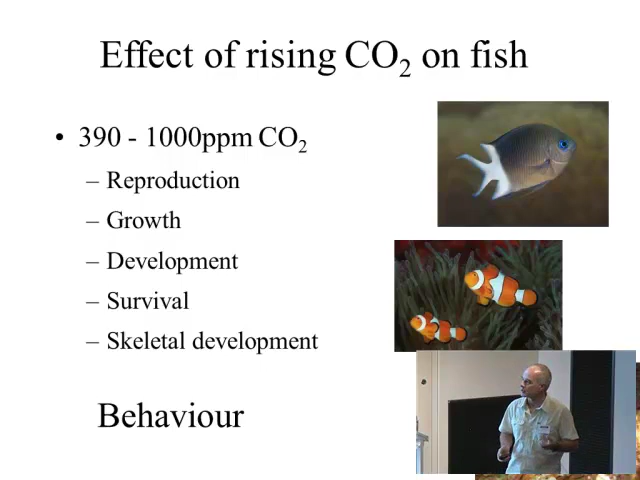 Effect of rising CO₂ on fish
• 390 - 1000ppm CO₂
– Reproduction
– Growth
– Development
– Survival
– Skeletal development
Behaviour